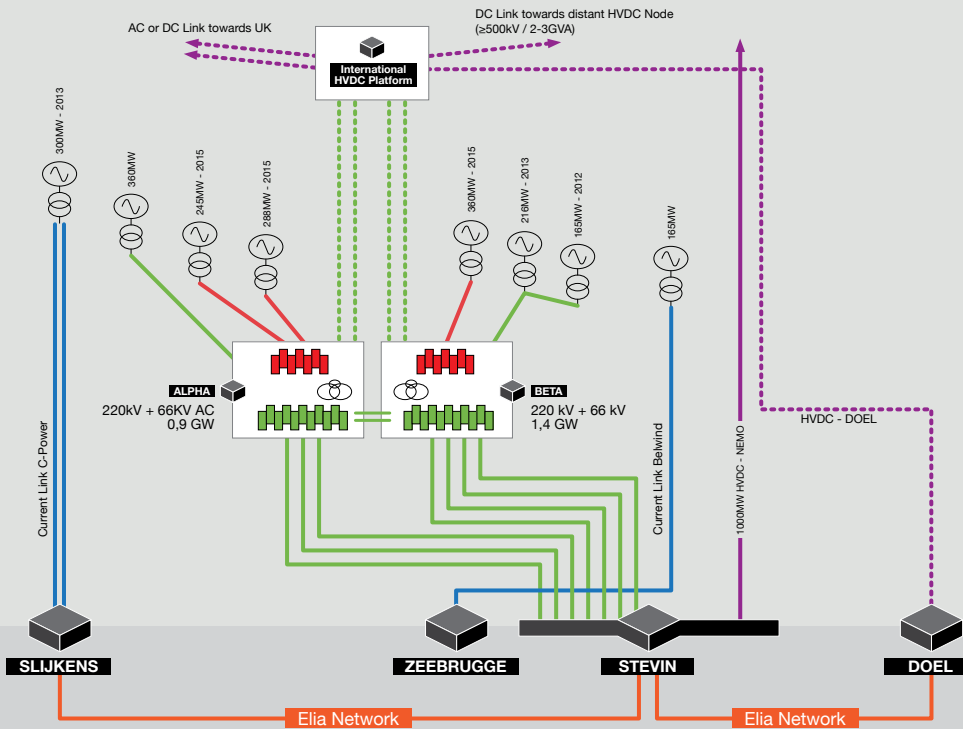 AC or DC Link towards UK
DC Link towards distant HVDC Node
(≥500kV / 2-3GVA)
International
HVDC Platform
300MW - 2013
360MW
245MW - 2015
288MW - 2015
360MW - 2015
216MW - 2013
165MW - 2012
165MW
ALPHA
220kV + 66KV AC
0,9 GW
BETA
220 kV + 66 kV
1,4 GW
HVDC - DOEL
Current Link C-Power
Current Link Belwind
1000MW HVDC - NEMO
SLIJKENS
ZEEBRUGGE
STEVIN
DOEL
Elia Network
Elia Network